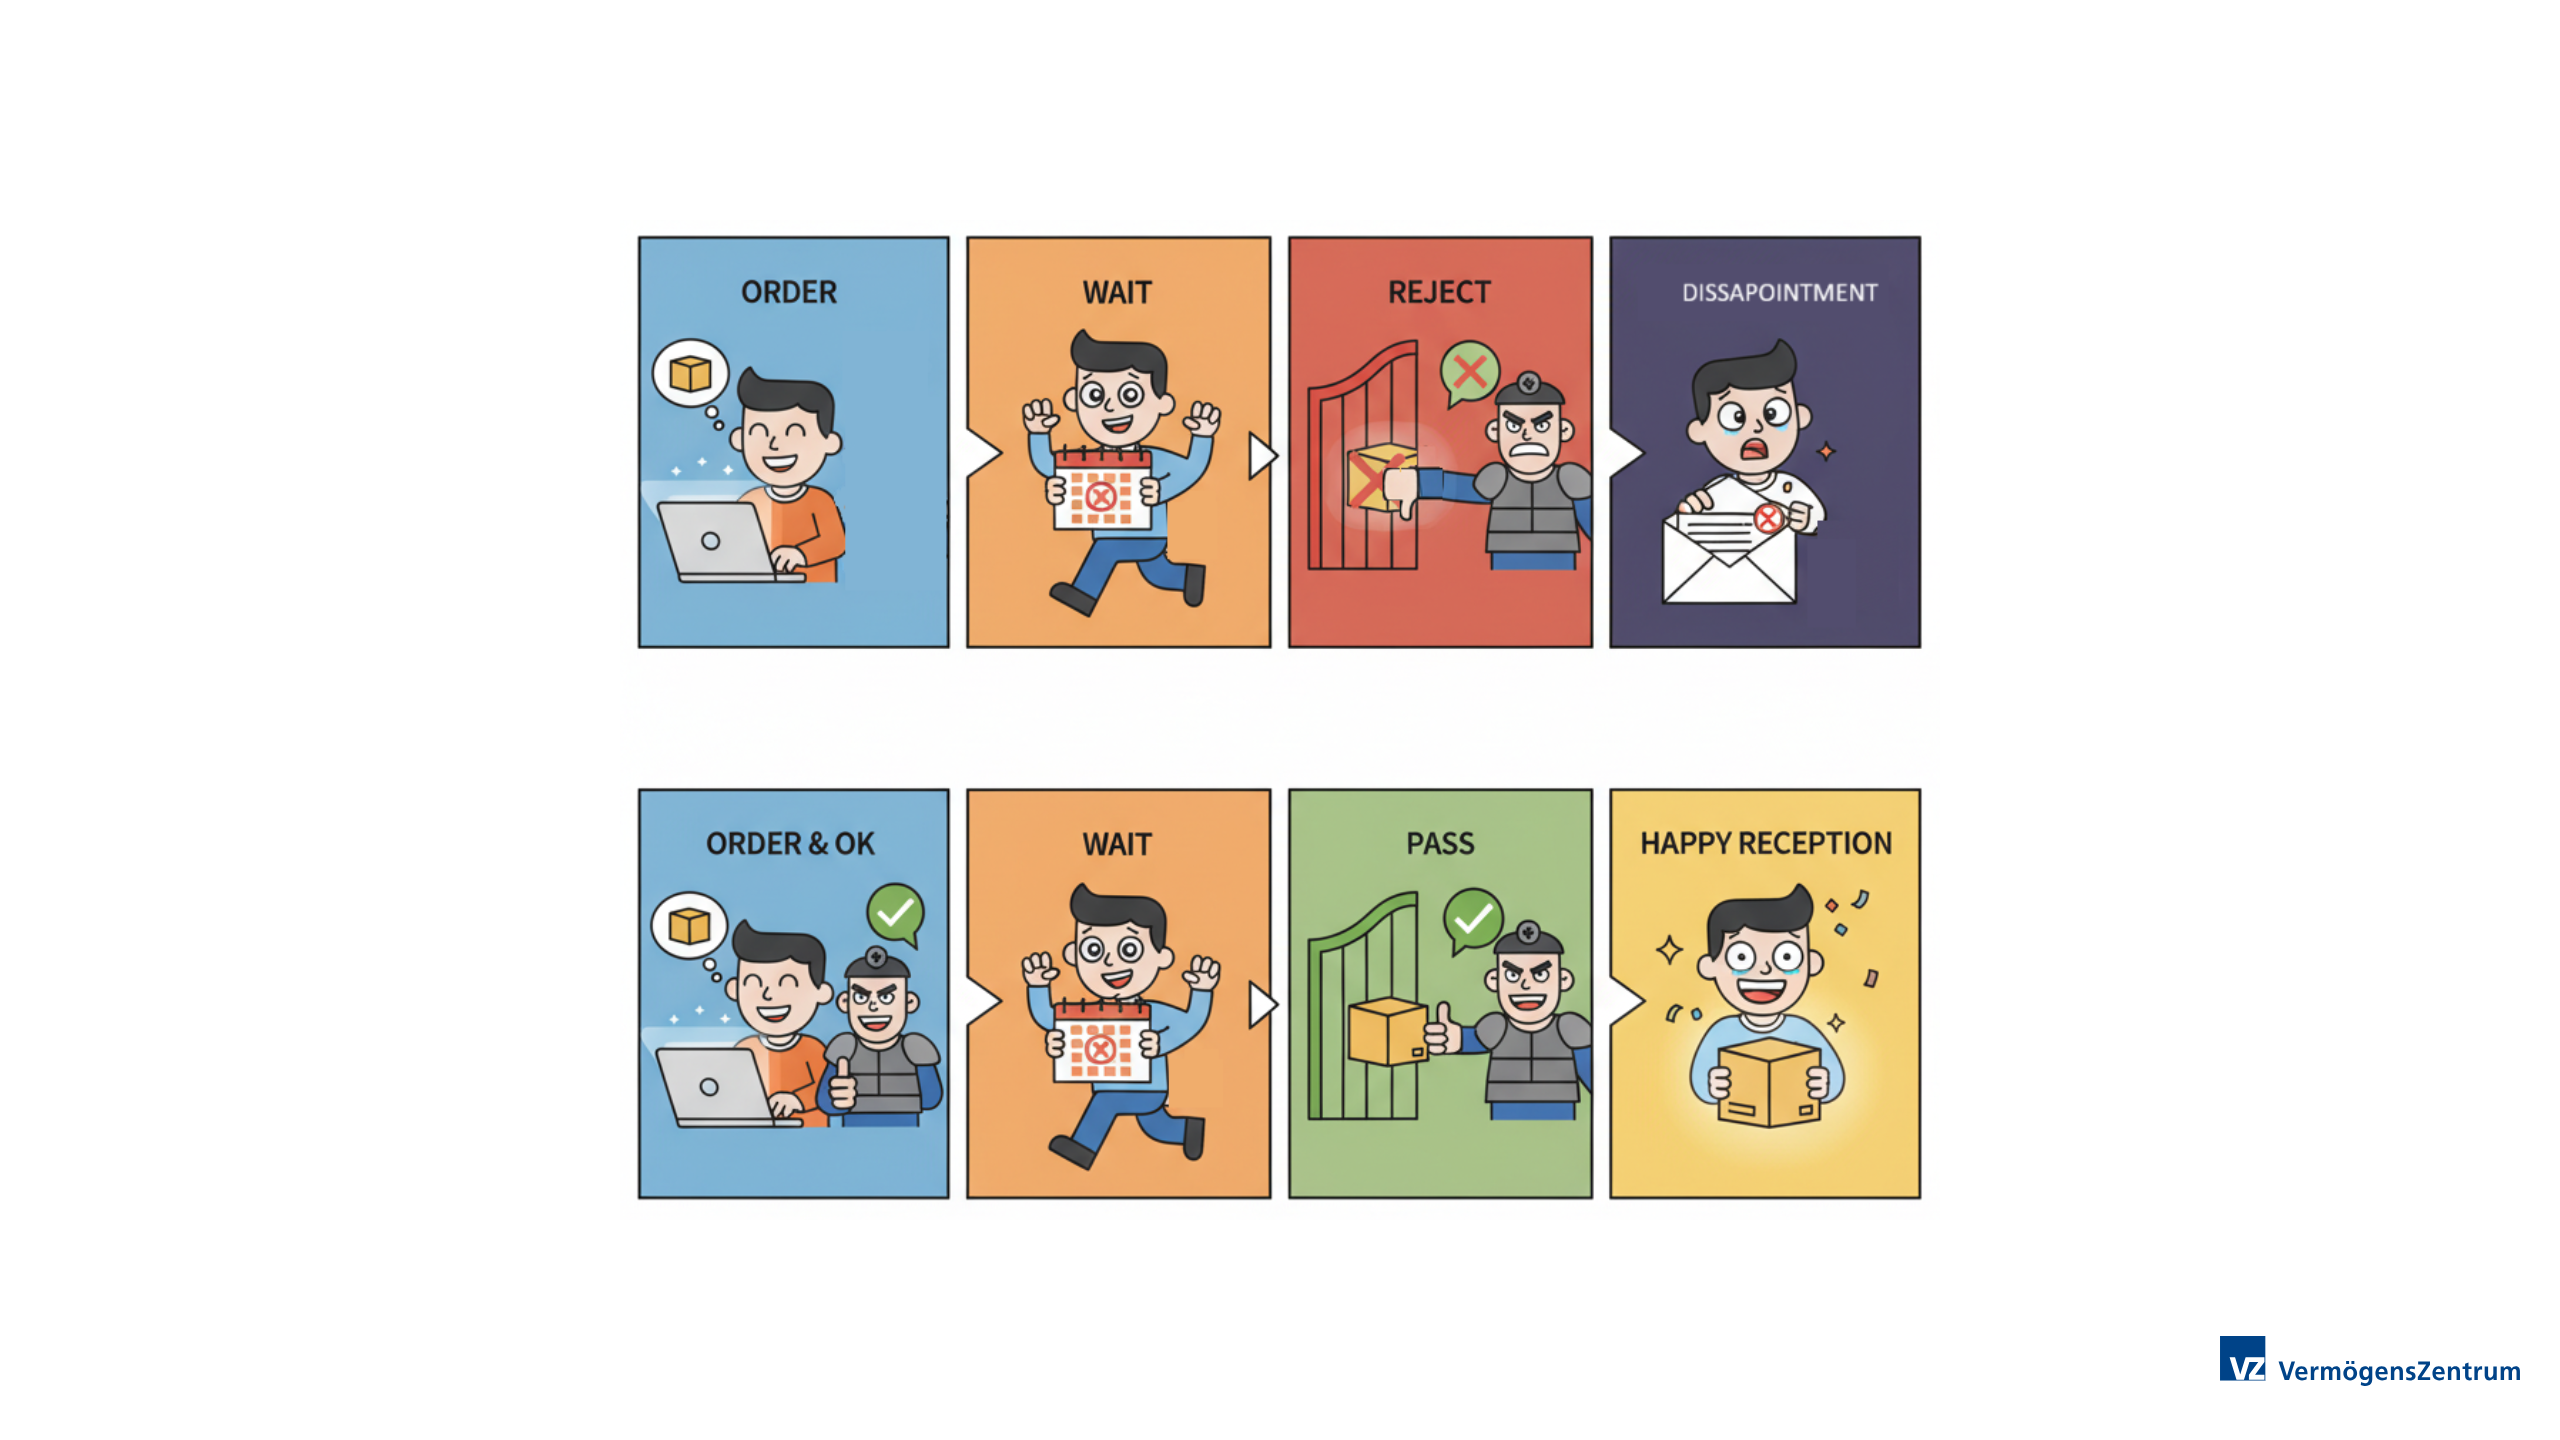 ORDER
WAIT
REJECT
DISSAPOINTMENT
ORDER & OK
WAIT
PASS
HAPPY RECEPTION
VZ VermögensZentrum